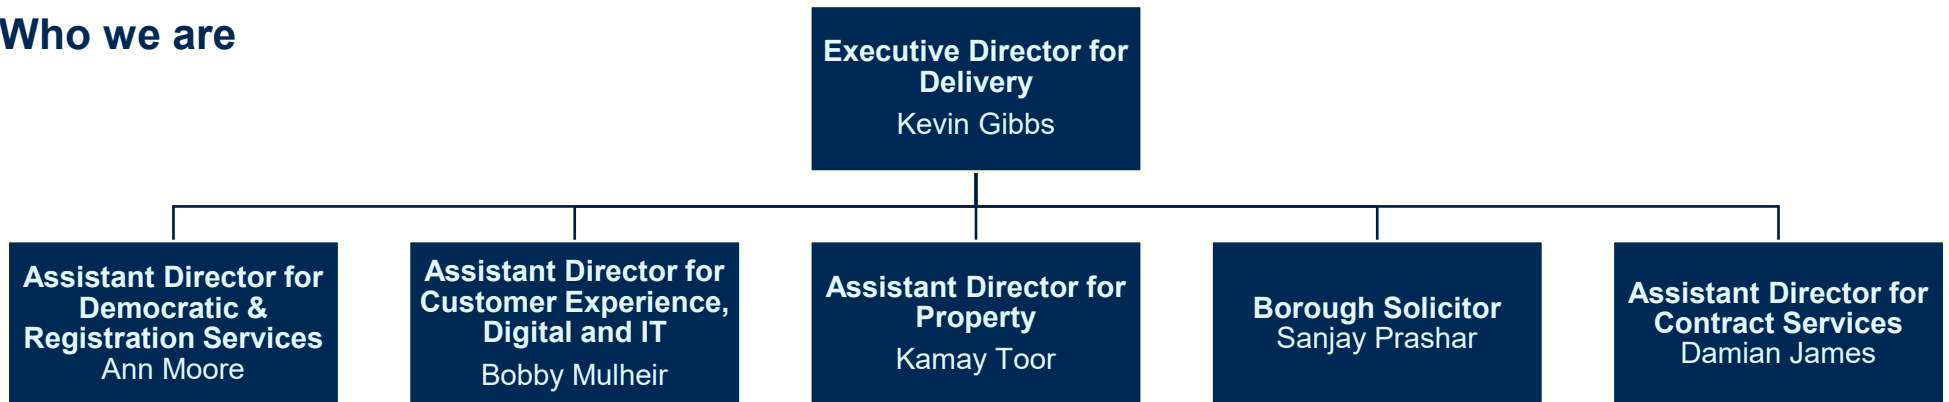 Who we are
Executive Director for
Delivery
Kevin Gibbs
Assistant Director for
Democratic &
Registration Services
Ann Moore
Assistant Director for
Customer Experience,
Digital and IT
Bobby Mulheir
Assistant Director for
Property
Kamay Toor
Borough Solicitor
Sanjay Prashar
Assistant Director for
Contract Services
Damian James